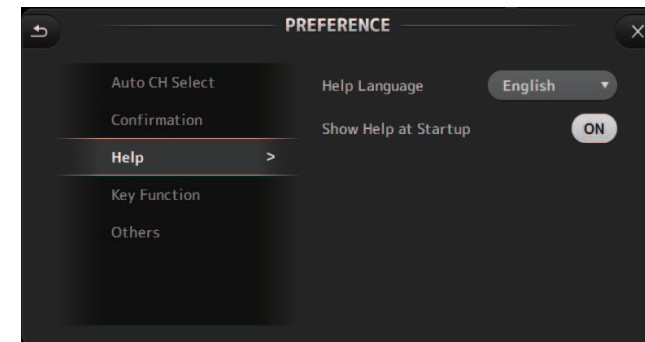 PREFERENCE
Auto CH Select
Confirmation
Help >
Key Function
Others
Help Language English
Show Help at Startup ON